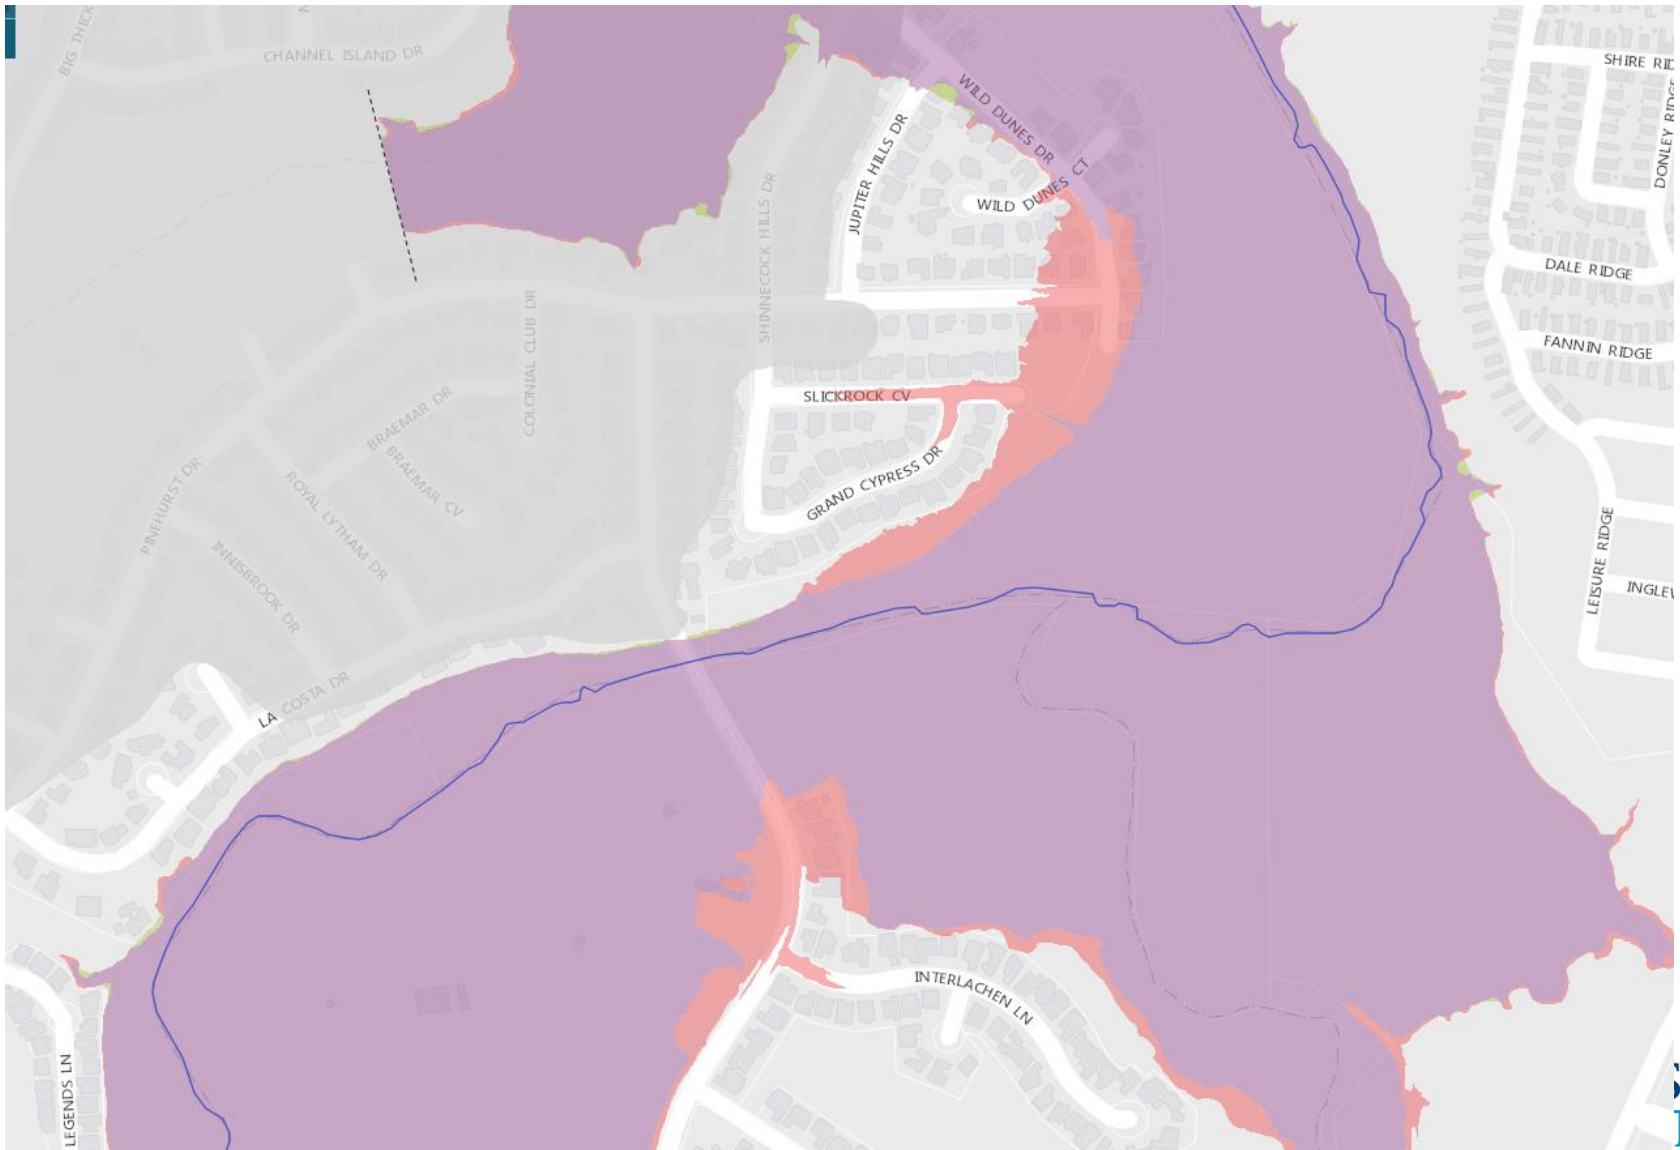 BIG THICK
N
CHANNEL ISLAND DR
SHIRE RID
DONLEY RIDGE
WILD DUNES DR
JUPITER HILLS DR
WILD DUNES CT
SHINNECOCK HILLS DR
DALE RIDGE
COLONIAL CLUB DR
FANNIN RIDGE
SLICKROCK CV
BRAEMAR DR
BRAEMAR CV
GRAND CYPRESS DR
PINEHURST DR
ROYAL LYTHAM DR
INNISBROOK DR
LEISURE RIDGE
INGLEW
LA COSTA DR
INTERLACHEN LN
LEGENDS LN